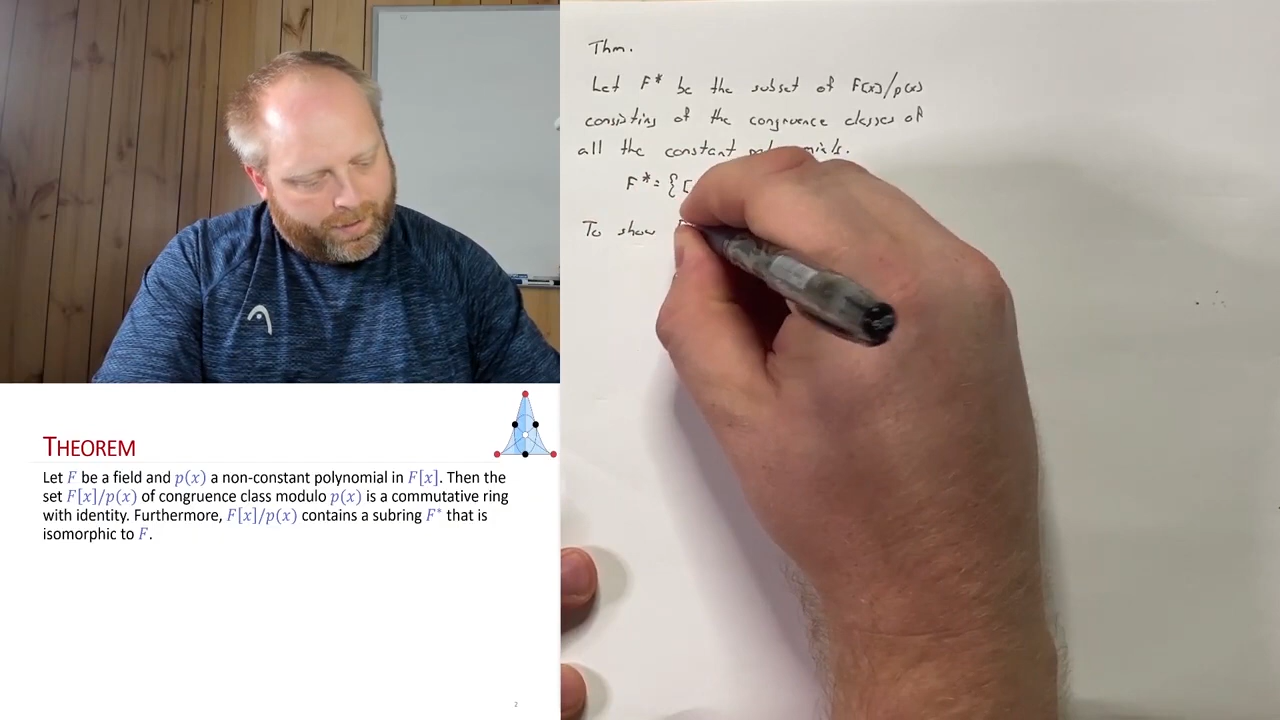 Thm.
Let F* be the subset of F[x]/p(x)
consisting of the congruence classes of
all the constant
F* = {[
To show
THEOREM
Let F be a field and p(x) a non-constant polynomial in F[x]. Then the
set F[x]/p(x) of congruence class modulo p(x) is a commutative ring
with identity. Furthermore, F[x]/p(x) contains a subring F* that is
isomorphic to F.
2